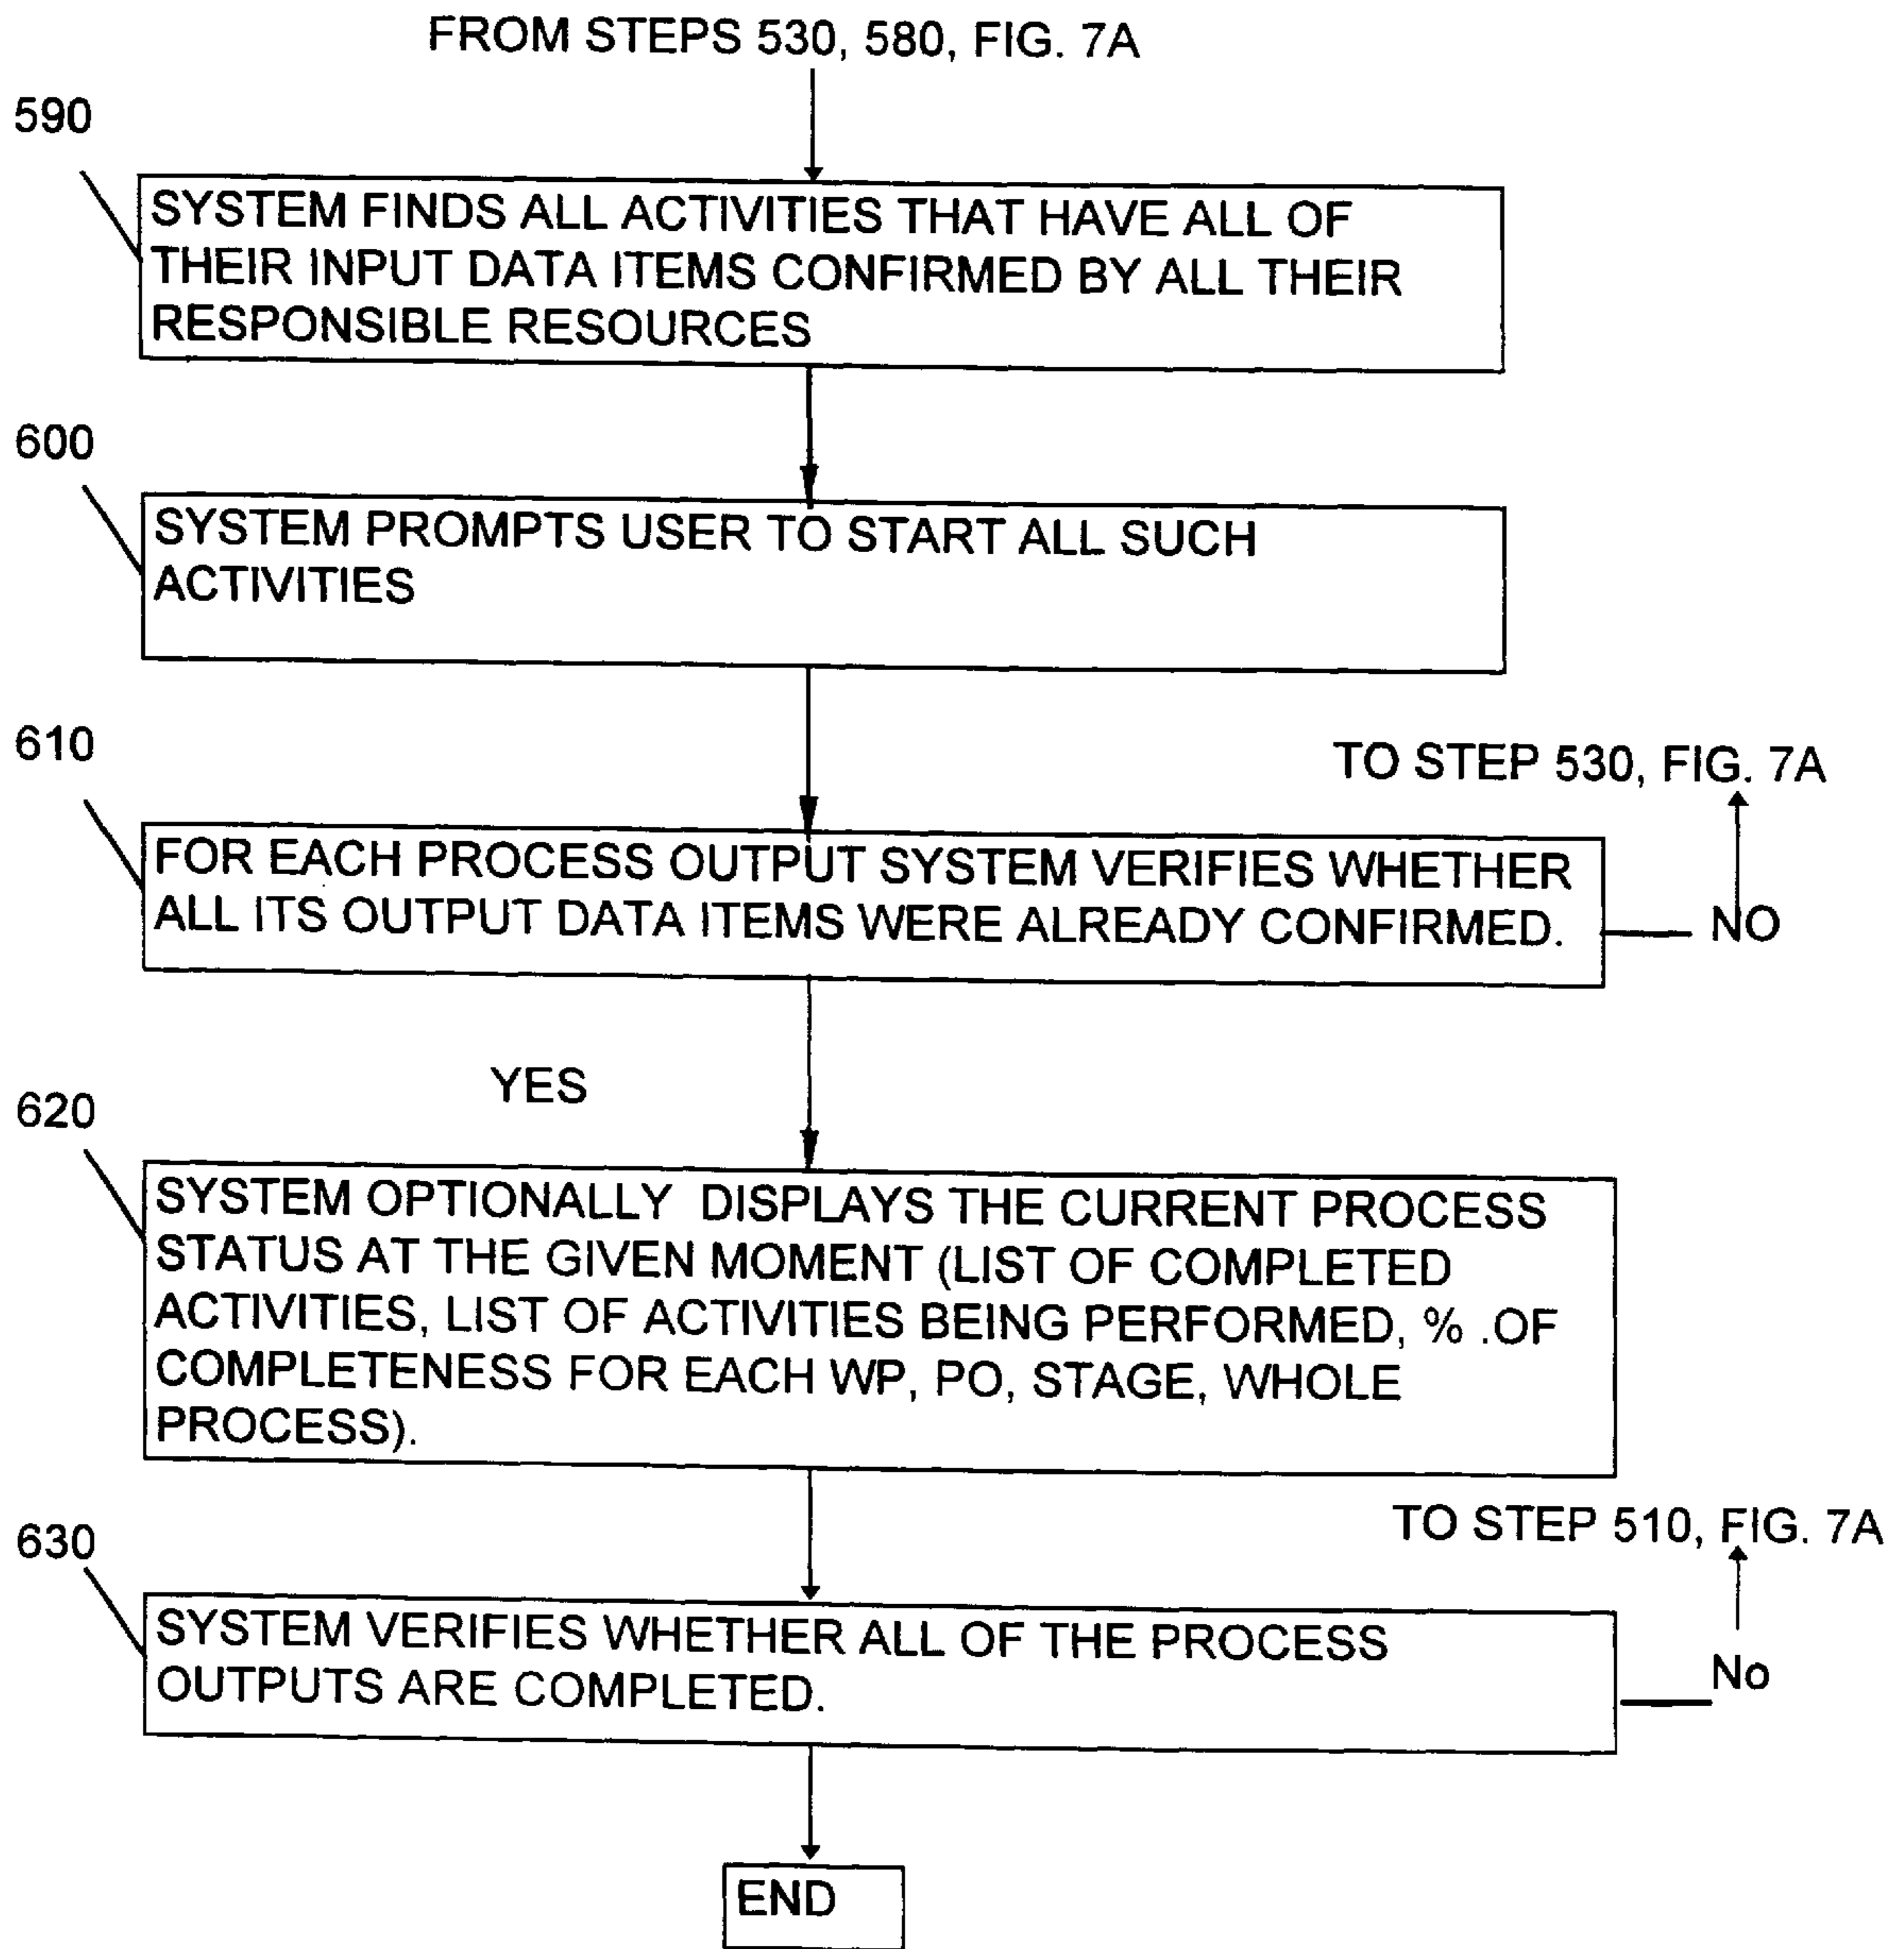 FROM STEPS 530, 580, FIG. 7A
590
SYSTEM FINDS ALL ACTIVITIES THAT HAVE ALL OF
THEIR INPUT DATA ITEMS CONFIRMED BY ALL THEIR
RESPONSIBLE RESOURCES
600
SYSTEM PROMPTS USER TO START ALL SUCH
ACTIVITIES
610
TO STEP 530, FIG. 7A
FOR EACH PROCESS OUTPUT SYSTEM VERIFIES WHETHER
ALL ITS OUTPUT DATA ITEMS WERE ALREADY CONFIRMED.
NO
YES
620
SYSTEM OPTIONALLY DISPLAYS THE CURRENT PROCESS
STATUS AT THE GIVEN MOMENT (LIST OF COMPLETED
ACTIVITIES, LIST OF ACTIVITIES BEING PERFORMED, % .OF
COMPLETENESS FOR EACH WP, PO, STAGE, WHOLE
PROCESS).
TO STEP 510, FIG. 7A
630
SYSTEM VERIFIES WHETHER ALL OF THE PROCESS
OUTPUTS ARE COMPLETED.
No
END